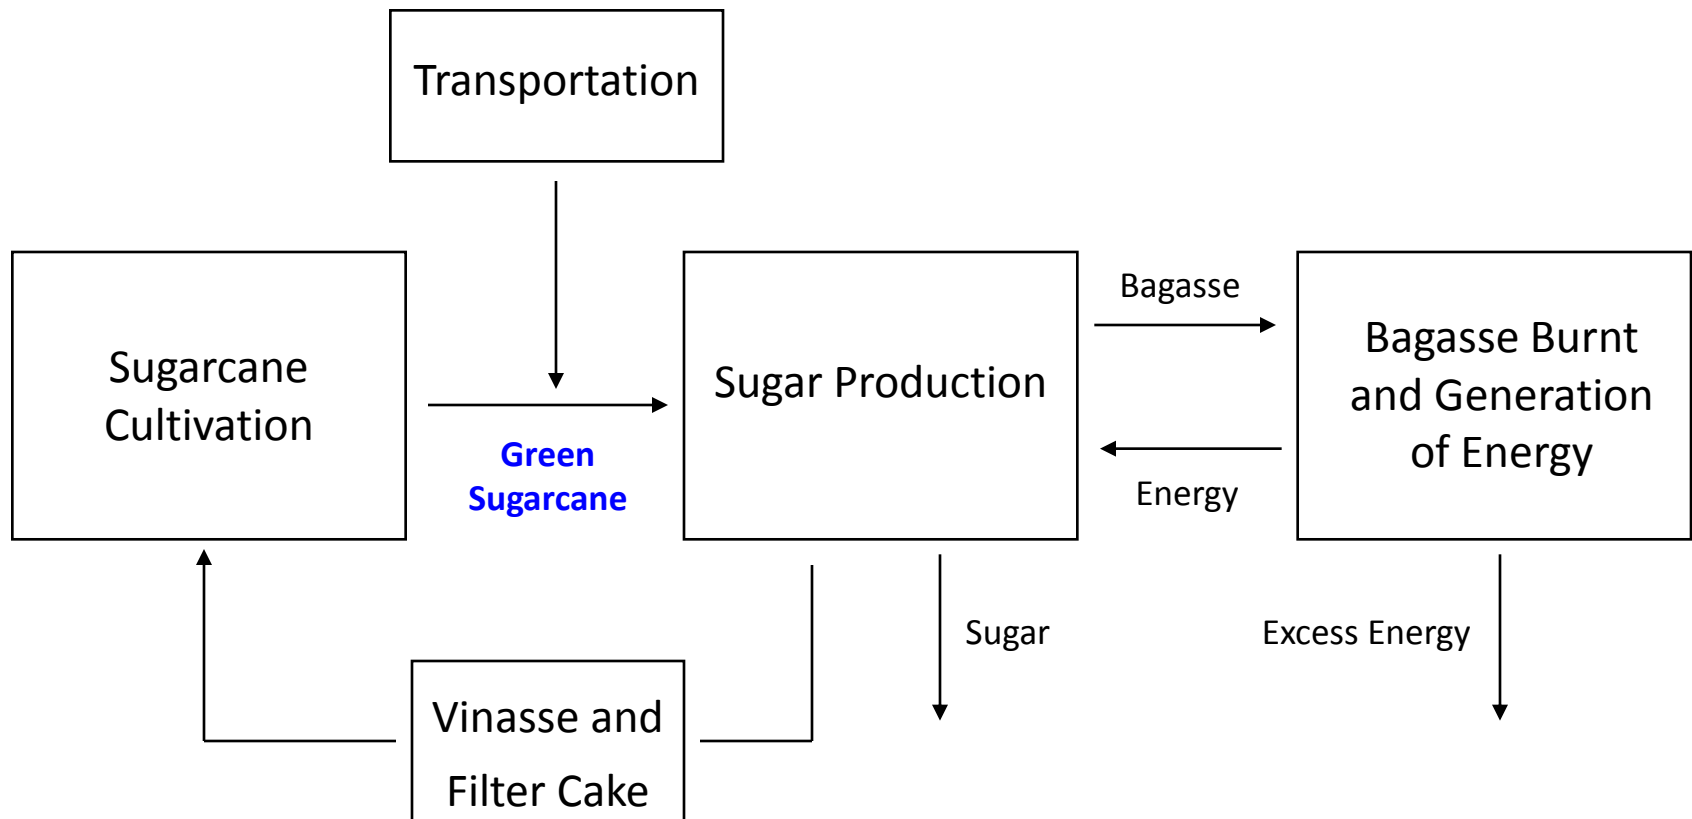 Transportation
Sugarcane
Cultivation
Green
Sugarcane
Sugar Production
Bagasse
Energy
Bagasse Burnt
and Generation
of Energy
Sugar
Excess Energy
Vinasse and
Filter Cake